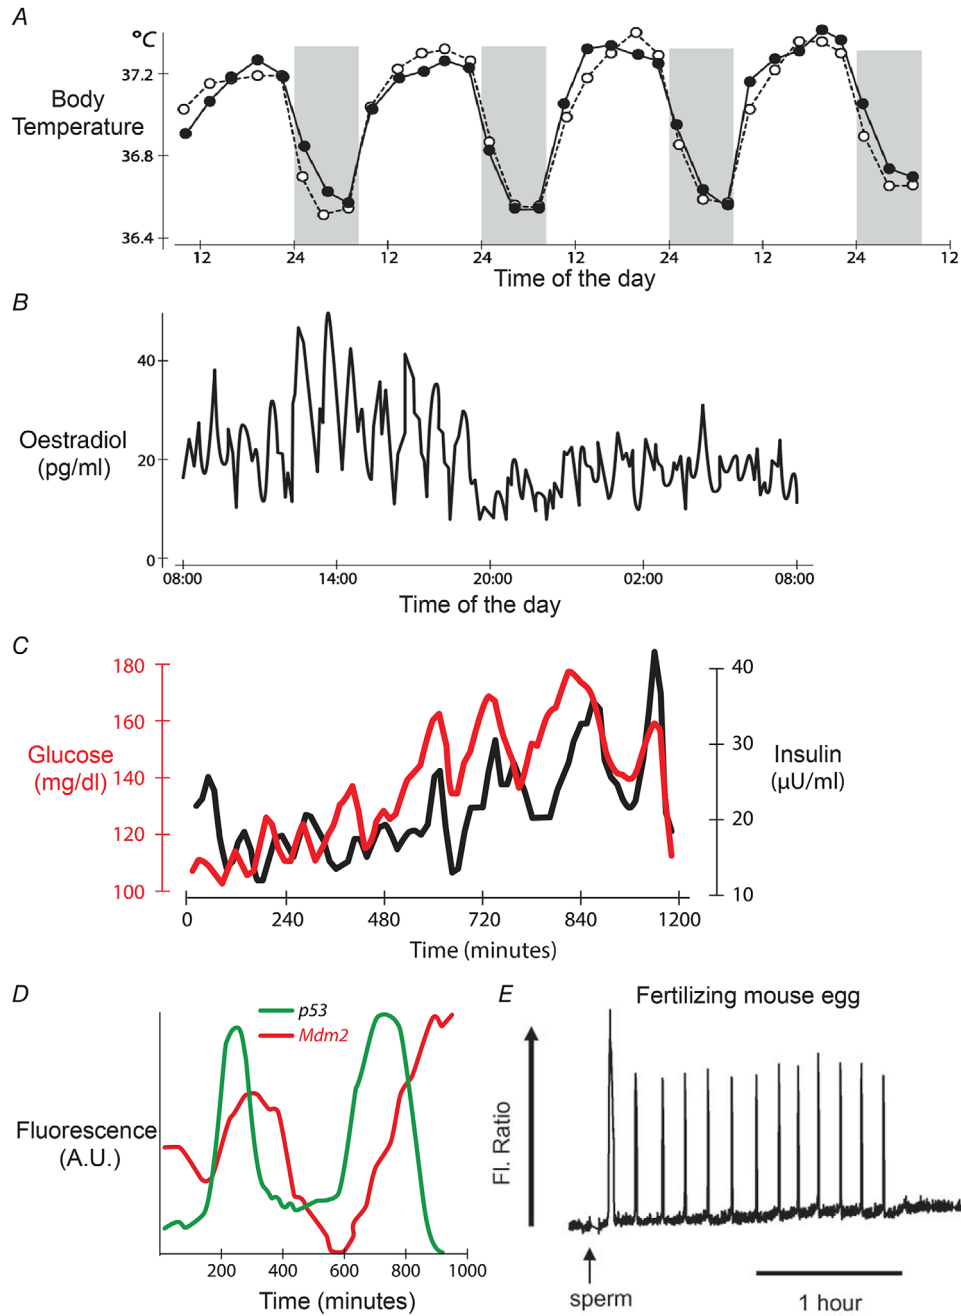 A
°C
37.2
Body
Temperature
36.8
36.4
12 24 12 24 12 24 12 24 12
Time of the day
B
40
Oestradiol
(pg/ml)
20
0
08:00 14:00 20:00 02:00 08:00
Time of the day
C
180
160
Glucose
(mg/dl)
140
120
100
40
30
Insulin
(µU/ml)
20
10
0 240 480 720 840 1200
Time (minutes)
D
p53
Mdm2
Fluorescence
(A.U.)
200 400 600 800 1000
Time (minutes)
E
Fertilizing mouse egg
Fl. Ratio
sperm
1 hour